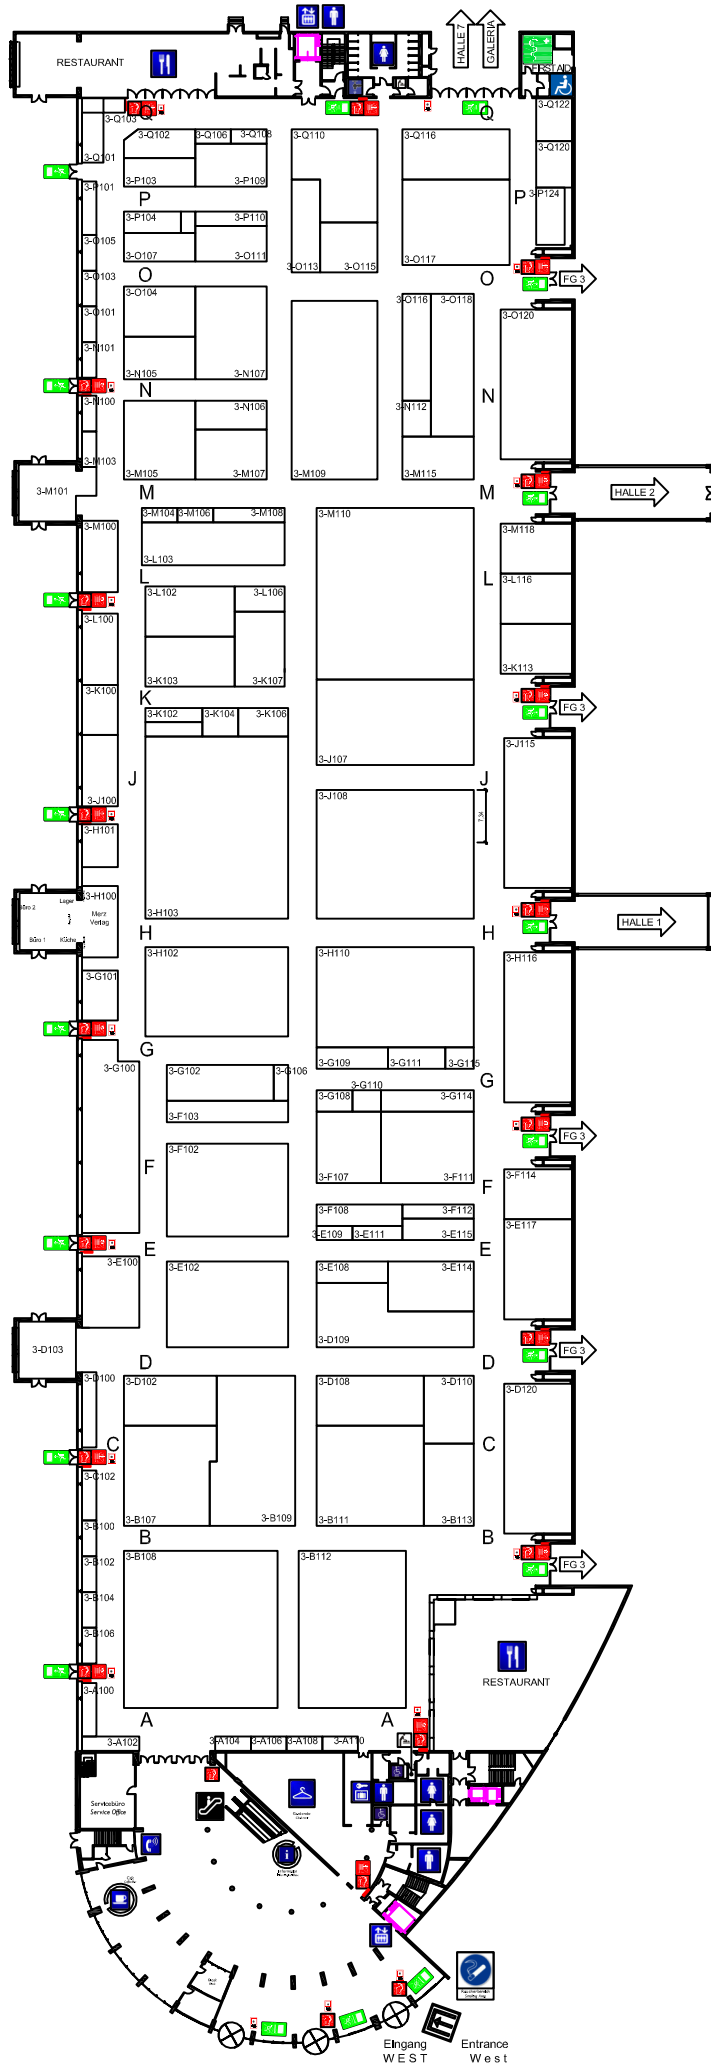 HALLE 7
GALERIA
RESTAURANT
FIRST AID
Q
Q
3-Q103
3-Q122
3-Q101
3-Q102
3-Q106
3-Q108
3-Q110
3-Q116
3-Q120
3-P101
3-P103
3-P109
P
P
3-P124
3-P104
3-P110
3-O105
3-O107
3-O111
3-O113
3-O115
3-O117
3-O103
O
O
FG 3
3-O104
3-O116
3-O118
3-O101
3-O120
3-N101
3-N105
3-N107
N
N
3-N100
3-N106
3-N112
3-M103
3-M105
3-M107
3-M109
3-M115
3-M101
M
M
HALLE 2
3-M100
3-M104
3-M106
3-M108
3-M110
3-M118
3-L103
L
L
3-L116
3-L102
3-L106
3-L100
3-K103
3-K107
3-K113
3-K100
K
FG 3
3-K102
3-K104
3-K106
3-J115
3-J107
J
J
3-J100
3-J108
7.34
3-H101
3-H100
Büro 2
Lager
Merz
Verlag
Büro 1
Küche
3-H103
HALLE 1
H
H
3-H102
3-H110
3-H116
3-G101
G
3-G100
3-G109
3-G111
3-G115
3-G102
3-G106
G
3-G110
3-G108
3-G114
3-F103
FG 3
3-F102
F
3-F107
3-F111
3-F114
F
3-F108
3-F112
3-E117
3-E109
3-E111
3-E115
E
E
3-E100
3-E102
3-E108
3-E114
3-D109
3-D103
D
D
FG 3
3-D100
3-D102
3-D108
3-D110
3-D120
C
C
3-C102
3-B100
3-B107
3-B109
3-B111
3-B113
B
B
3-B102
3-B108
3-B112
FG 3
3-B104
3-B106
RESTAURANT
3-A100
A
A
3-A102
3-A104
3-A106
3-A108
3-A110
Servicebüro
Service Office
Eingang
WEST
Entrance
West